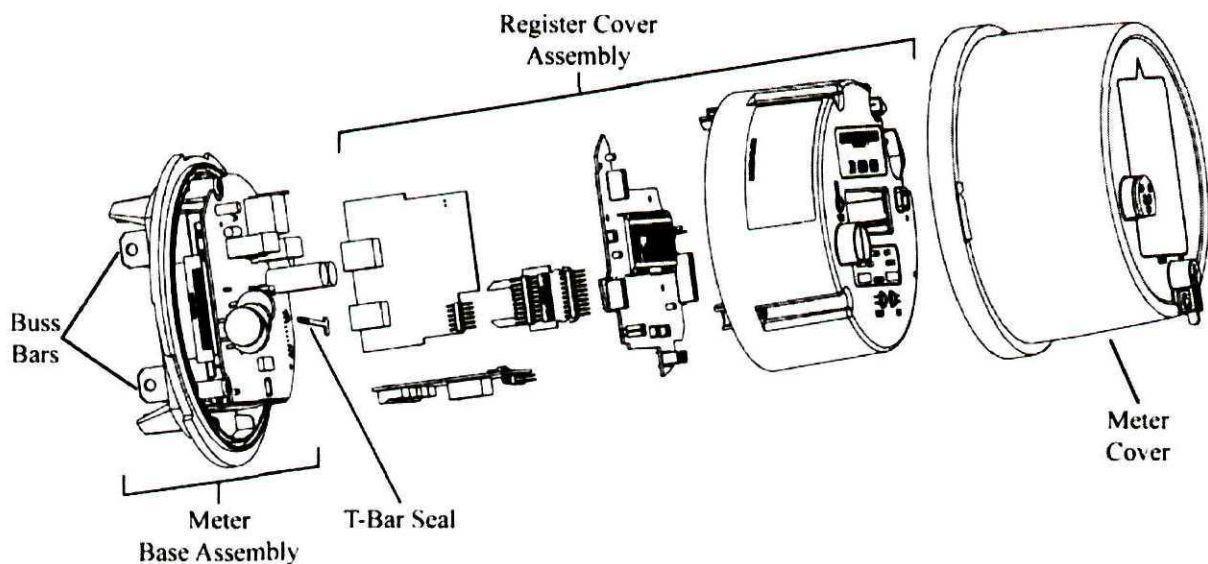 Register Cover
Assembly
Buss
Bars
Meter
Cover
T-Bar Seal
Meter
Base Assembly